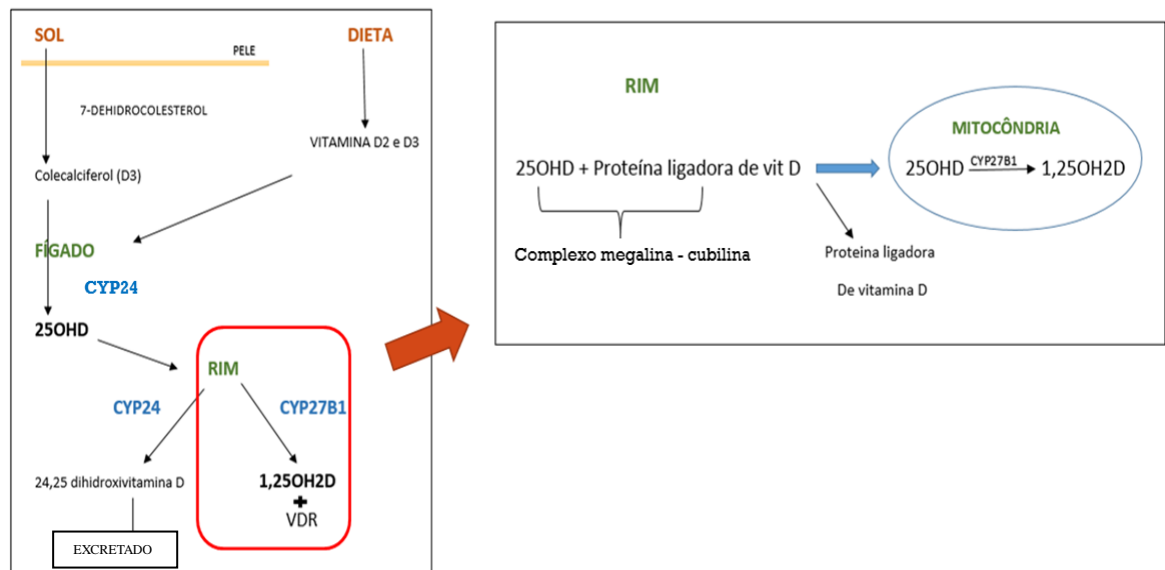 SOL
DIETA
PELE
7-DEHIDROCOLESTEROL
VITAMINA D2 e D3
Colecalciferol (D3)
FÍGADO
CYP24
25OHD
RIM
CYP24
CYP27B1
24,25 dihidroxivitamina D
1,25OH2D
+
VDR
EXCRETADO
RIM
MITOCÔNDRIA
25OHD + Proteína ligadora de vit D
CYP27B1
25OHD → 1,25OH2D
Complexo megalina - cubilina
Proteina ligadora
De vitamina D